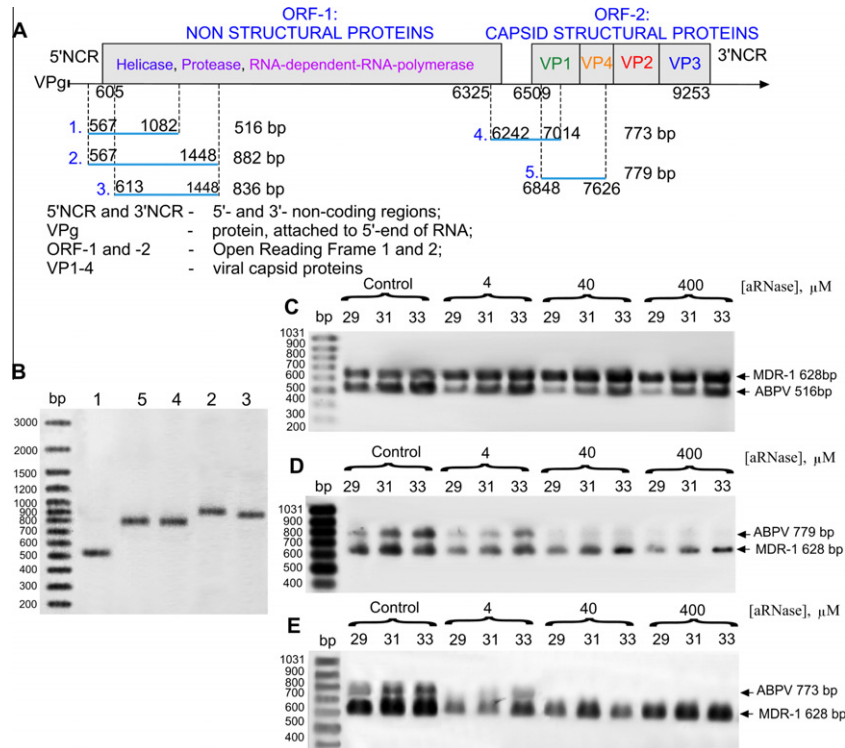 A
ORF-1:
NON STRUCTURAL PROTEINS
ORF-2:
CAPSID STRUCTURAL PROTEINS
5'NCR
3'NCR
Helicase, Protease, RNA-dependent-RNA-polymerase
VP1 VP4 VP2 VP3
VPg
605 6325 6509 9253
1. 567 1082 516 bp
2. 567 1448 882 bp
3. 613 1448 836 bp
4. 6242 7014 773 bp
5. 779 bp
6848 7626
5'NCR and 3'NCR - 5'- and 3'- non-coding regions;
VPg - protein, attached to 5'-end of RNA;
ORF-1 and -2 - Open Reading Frame 1 and 2;
VP1-4 - viral capsid proteins
B
bp 1 5 4 2 3
3000
2000
1500
1200
1000
900
800
700
600
500
400
300
200
C
Control 4 40 400 [aRNase], µM
bp 29 31 33 29 31 33 29 31 33 29 31 33
1031
900
800
700
600
500
400
300
200
MDR-1 628bp
ABPV 516bp
D
Control 4 40 400 [aRNase], µM
bp 29 31 33 29 31 33 29 31 33 29 31 33
1031
900
800
700
600
500
400
ABPV 779 bp
MDR-1 628 bp
E
Control 4 40 400 [aRNase], µM
bp 29 31 33 29 31 33 29 31 33 29 31 33
1031
900
800
700
600
500
400
300
ABPV 773 bp
MDR-1 628 bp